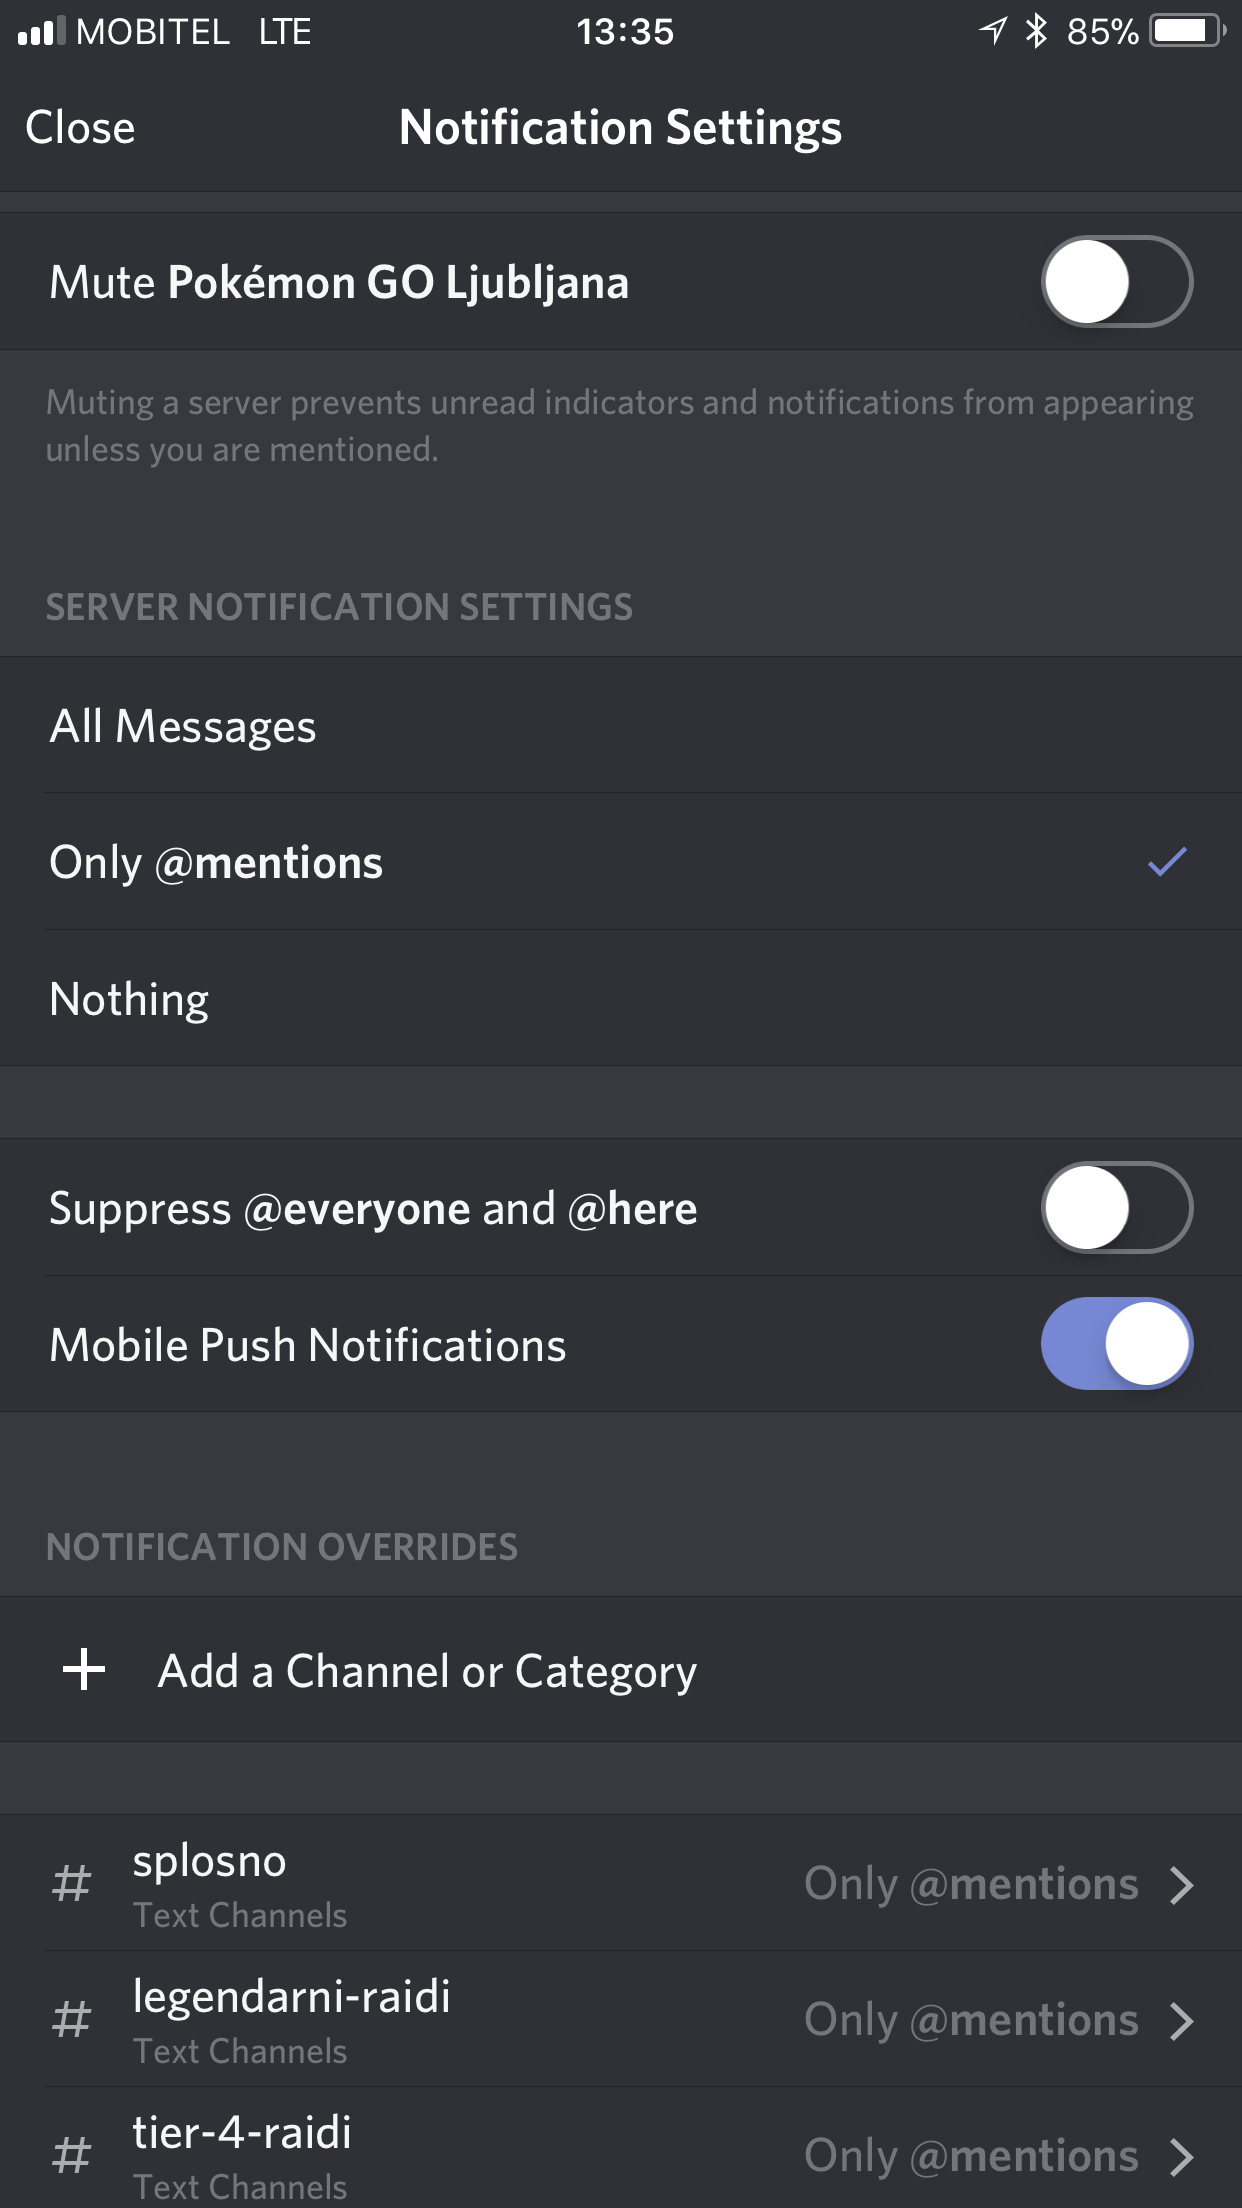 MOBITEL LTE 13:35 85%
Close Notification Settings
Mute Pokémon GO Ljubljana
Muting a server prevents unread indicators and notifications from appearing
unless you are mentioned.
SERVER NOTIFICATION SETTINGS
All Messages
Only @mentions
Nothing
Suppress @everyone and @here
Mobile Push Notifications
NOTIFICATION OVERRIDES
+ Add a Channel or Category
# splosno
Text Channels
Only @mentions
# legendarni-raidi
Text Channels
Only @mentions
# tier-4-raidi
Text Channels
Only @mentions